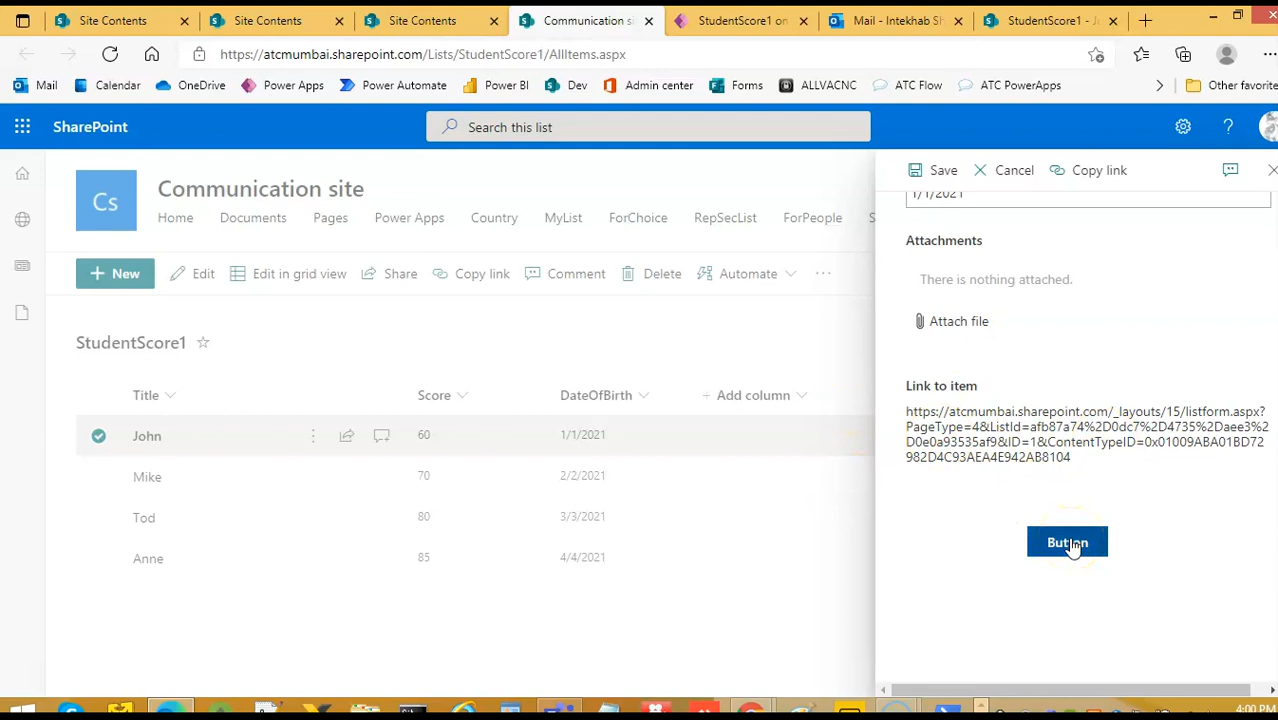 Site Contents
Site Contents
Site Contents
Communication si
StudentScore1 on
Mail - Intekhab Sh
StudentScore1 - J
https://atcmumbai.sharepoint.com/Lists/StudentScore1/AllItems.aspx
Mail
Calendar
OneDrive
Power Apps
Power Automate
Power BI
Dev
Admin center
Forms
ALLVACNC
ATC Flow
ATC PowerApps
Other favorite
SharePoint
Search this list
?
Cs
Communication site
Home
Documents
Pages
Power Apps
Country
MyList
ForChoice
RepSecList
ForPeople
S
+ New
Edit
Edit in grid view
Share
Copy link
Comment
Delete
Automate
StudentScore1
Title
Score
DateOfBirth
+ Add column
John
60
1/1/2021
Mike
70
2/2/2021
Tod
80
3/3/2021
Anne
85
4/4/2021
Save
Cancel
Copy link
1/1/2021
Attachments
There is nothing attached.
Attach file
Link to item
https://atcmumbai.sharepoint.com/_layouts/15/listform.aspx?
PageType=4&ListId=afb87a74%2D0dc7%2D4735%2Daee3%2
D0e0a93535af9&ID=1&ContentTypeID=0x01009ABA01BD72
982D4C93AEA4E942AB8104
Button
4:00 PM